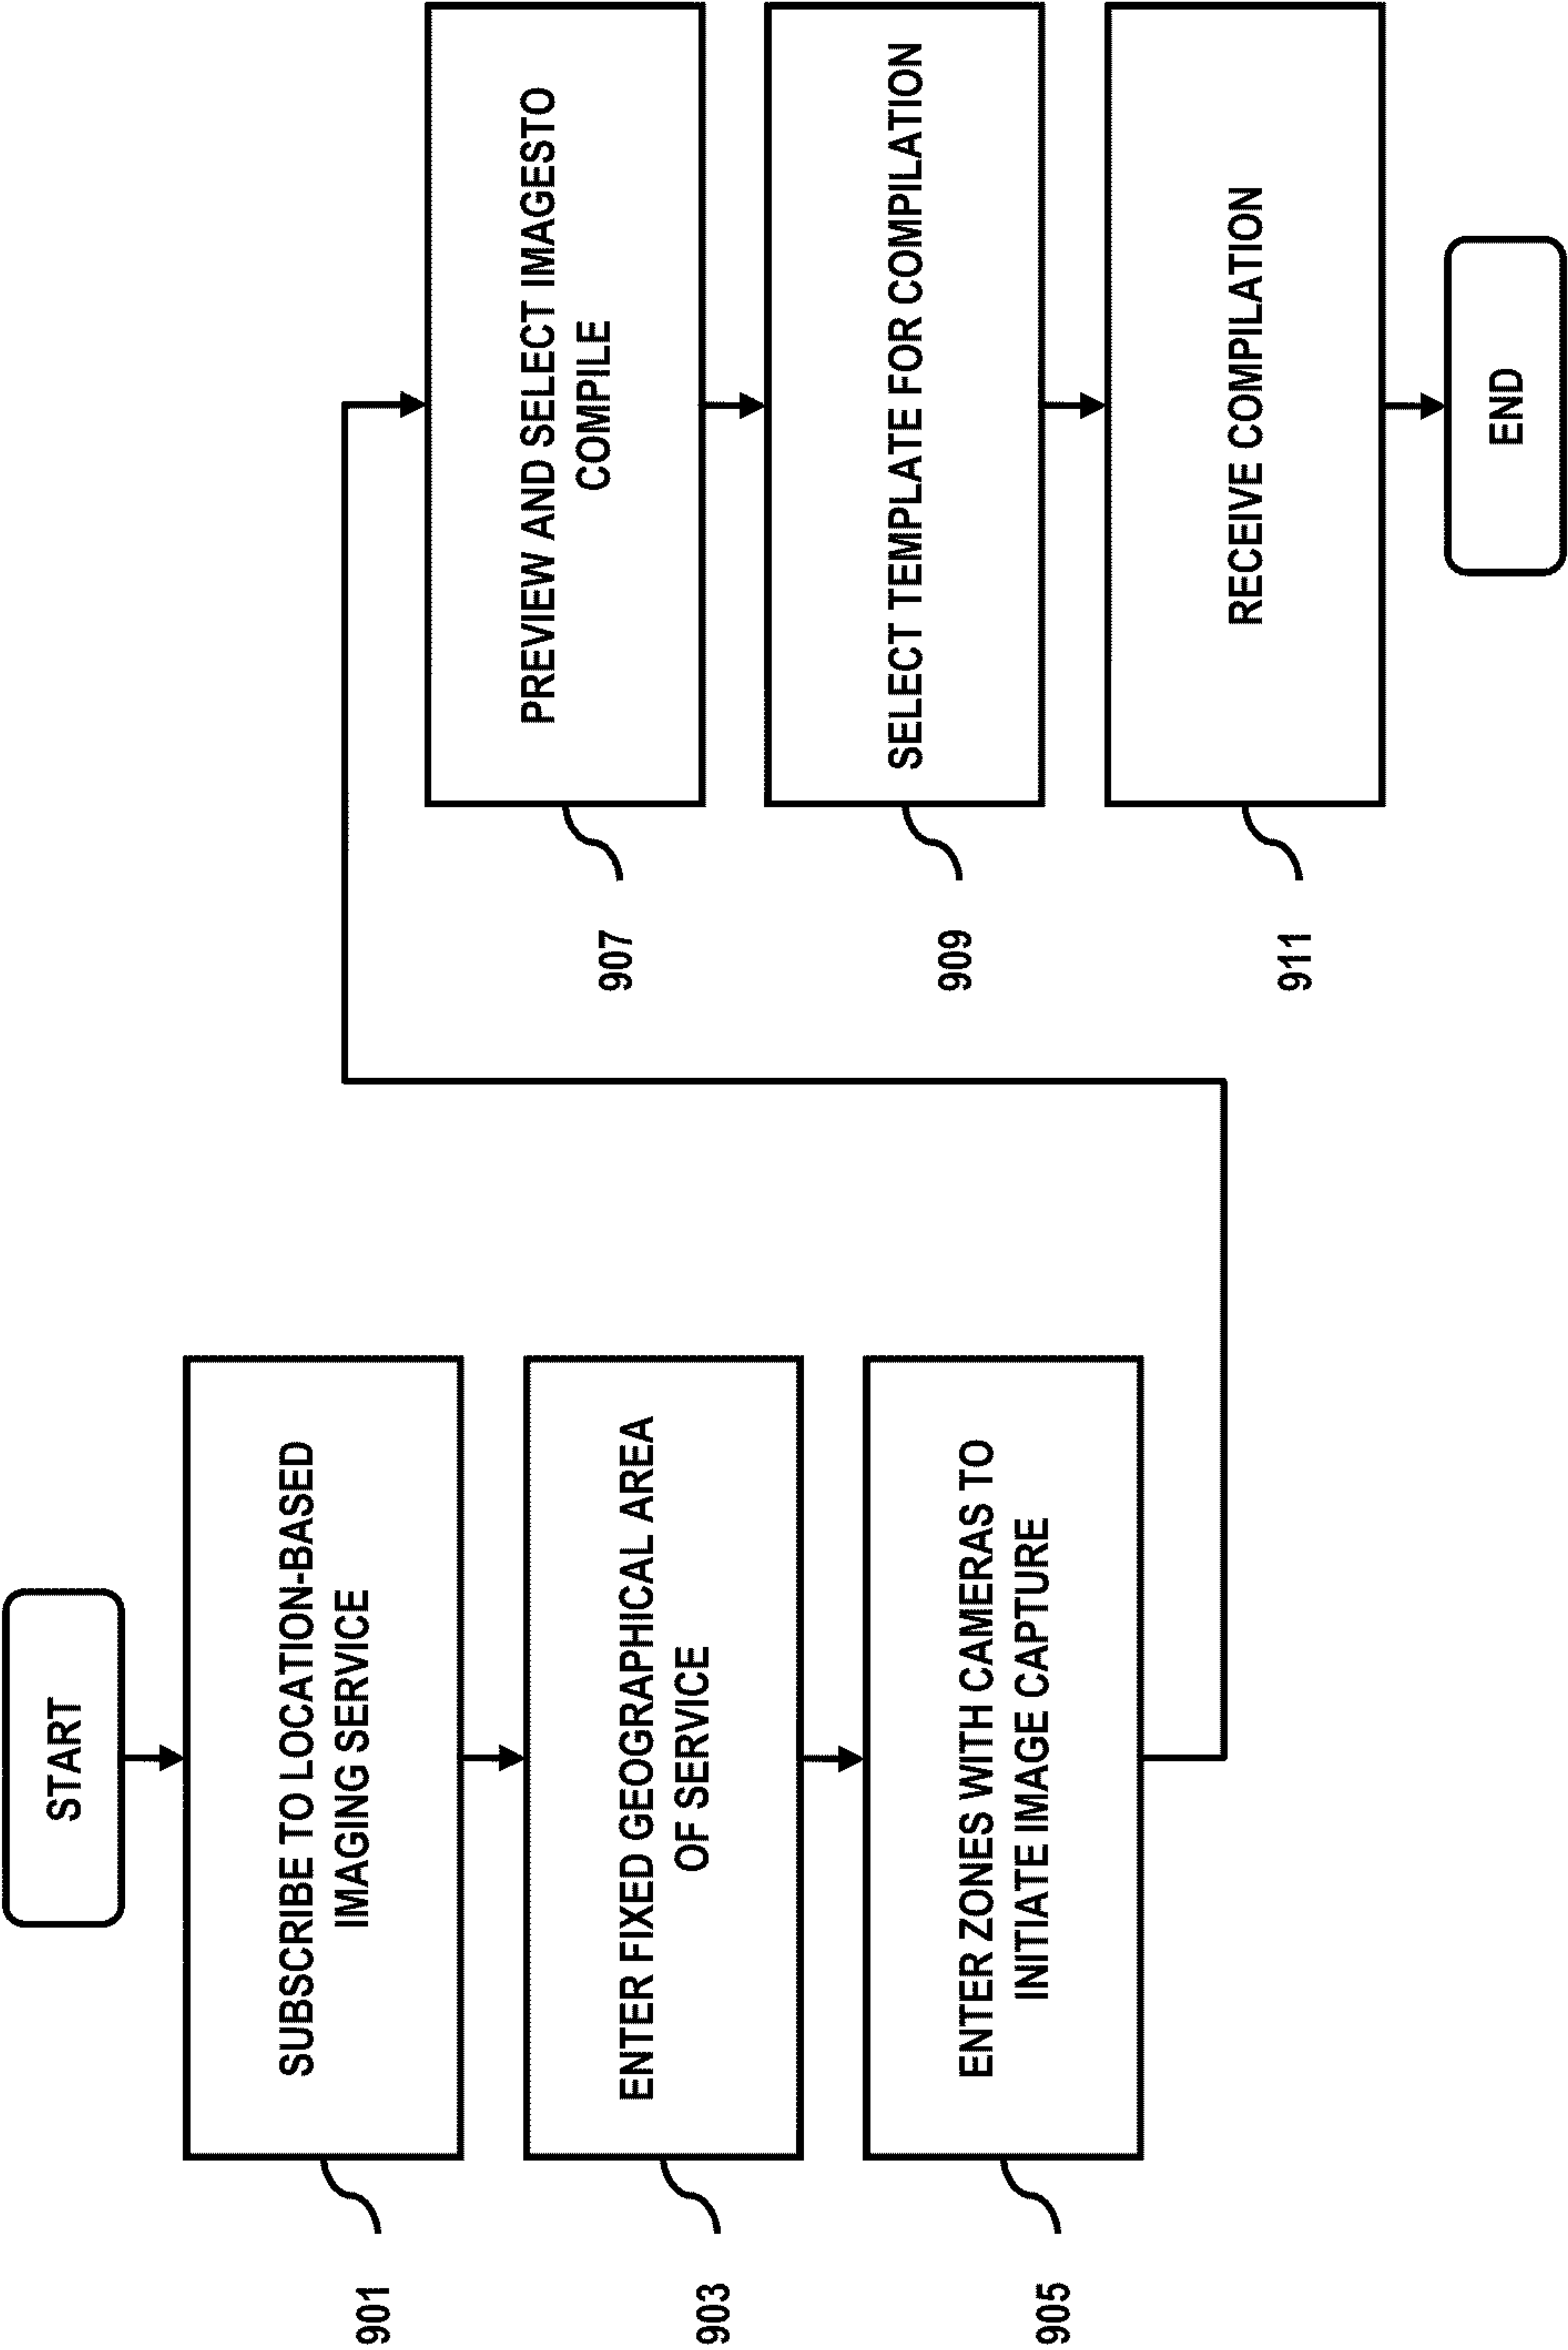 START
SUBSCRIBE TO LOCATION-BASED
IMAGING SERVICE
901
ENTER FIXED GEOGRAPHICAL AREA
OF SERVICE
903
ENTER ZONES WITH CAMERAS TO
INITIATE IMAGE CAPTURE
905
PREVIEW AND SELECT IMAGESTO
COMPILE
907
SELECT TEMPLATE FOR COMPILATION
909
RECEIVE COMPILATION
911
END